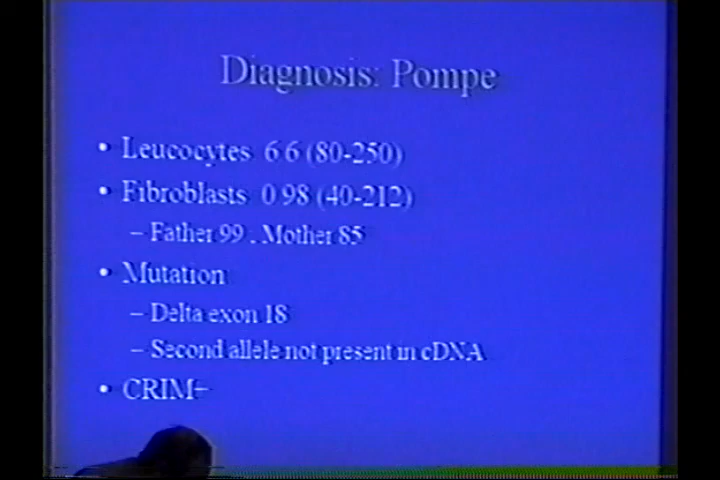 Diagnosis: Pompe
• Leucocytes 6.6 (80-250)
• Fibroblasts 0.98 (40-212)
– Father 99 . Mother 85
• Mutation
– Delta exon 18
– Second allele not present in cDNA
• CRIM+